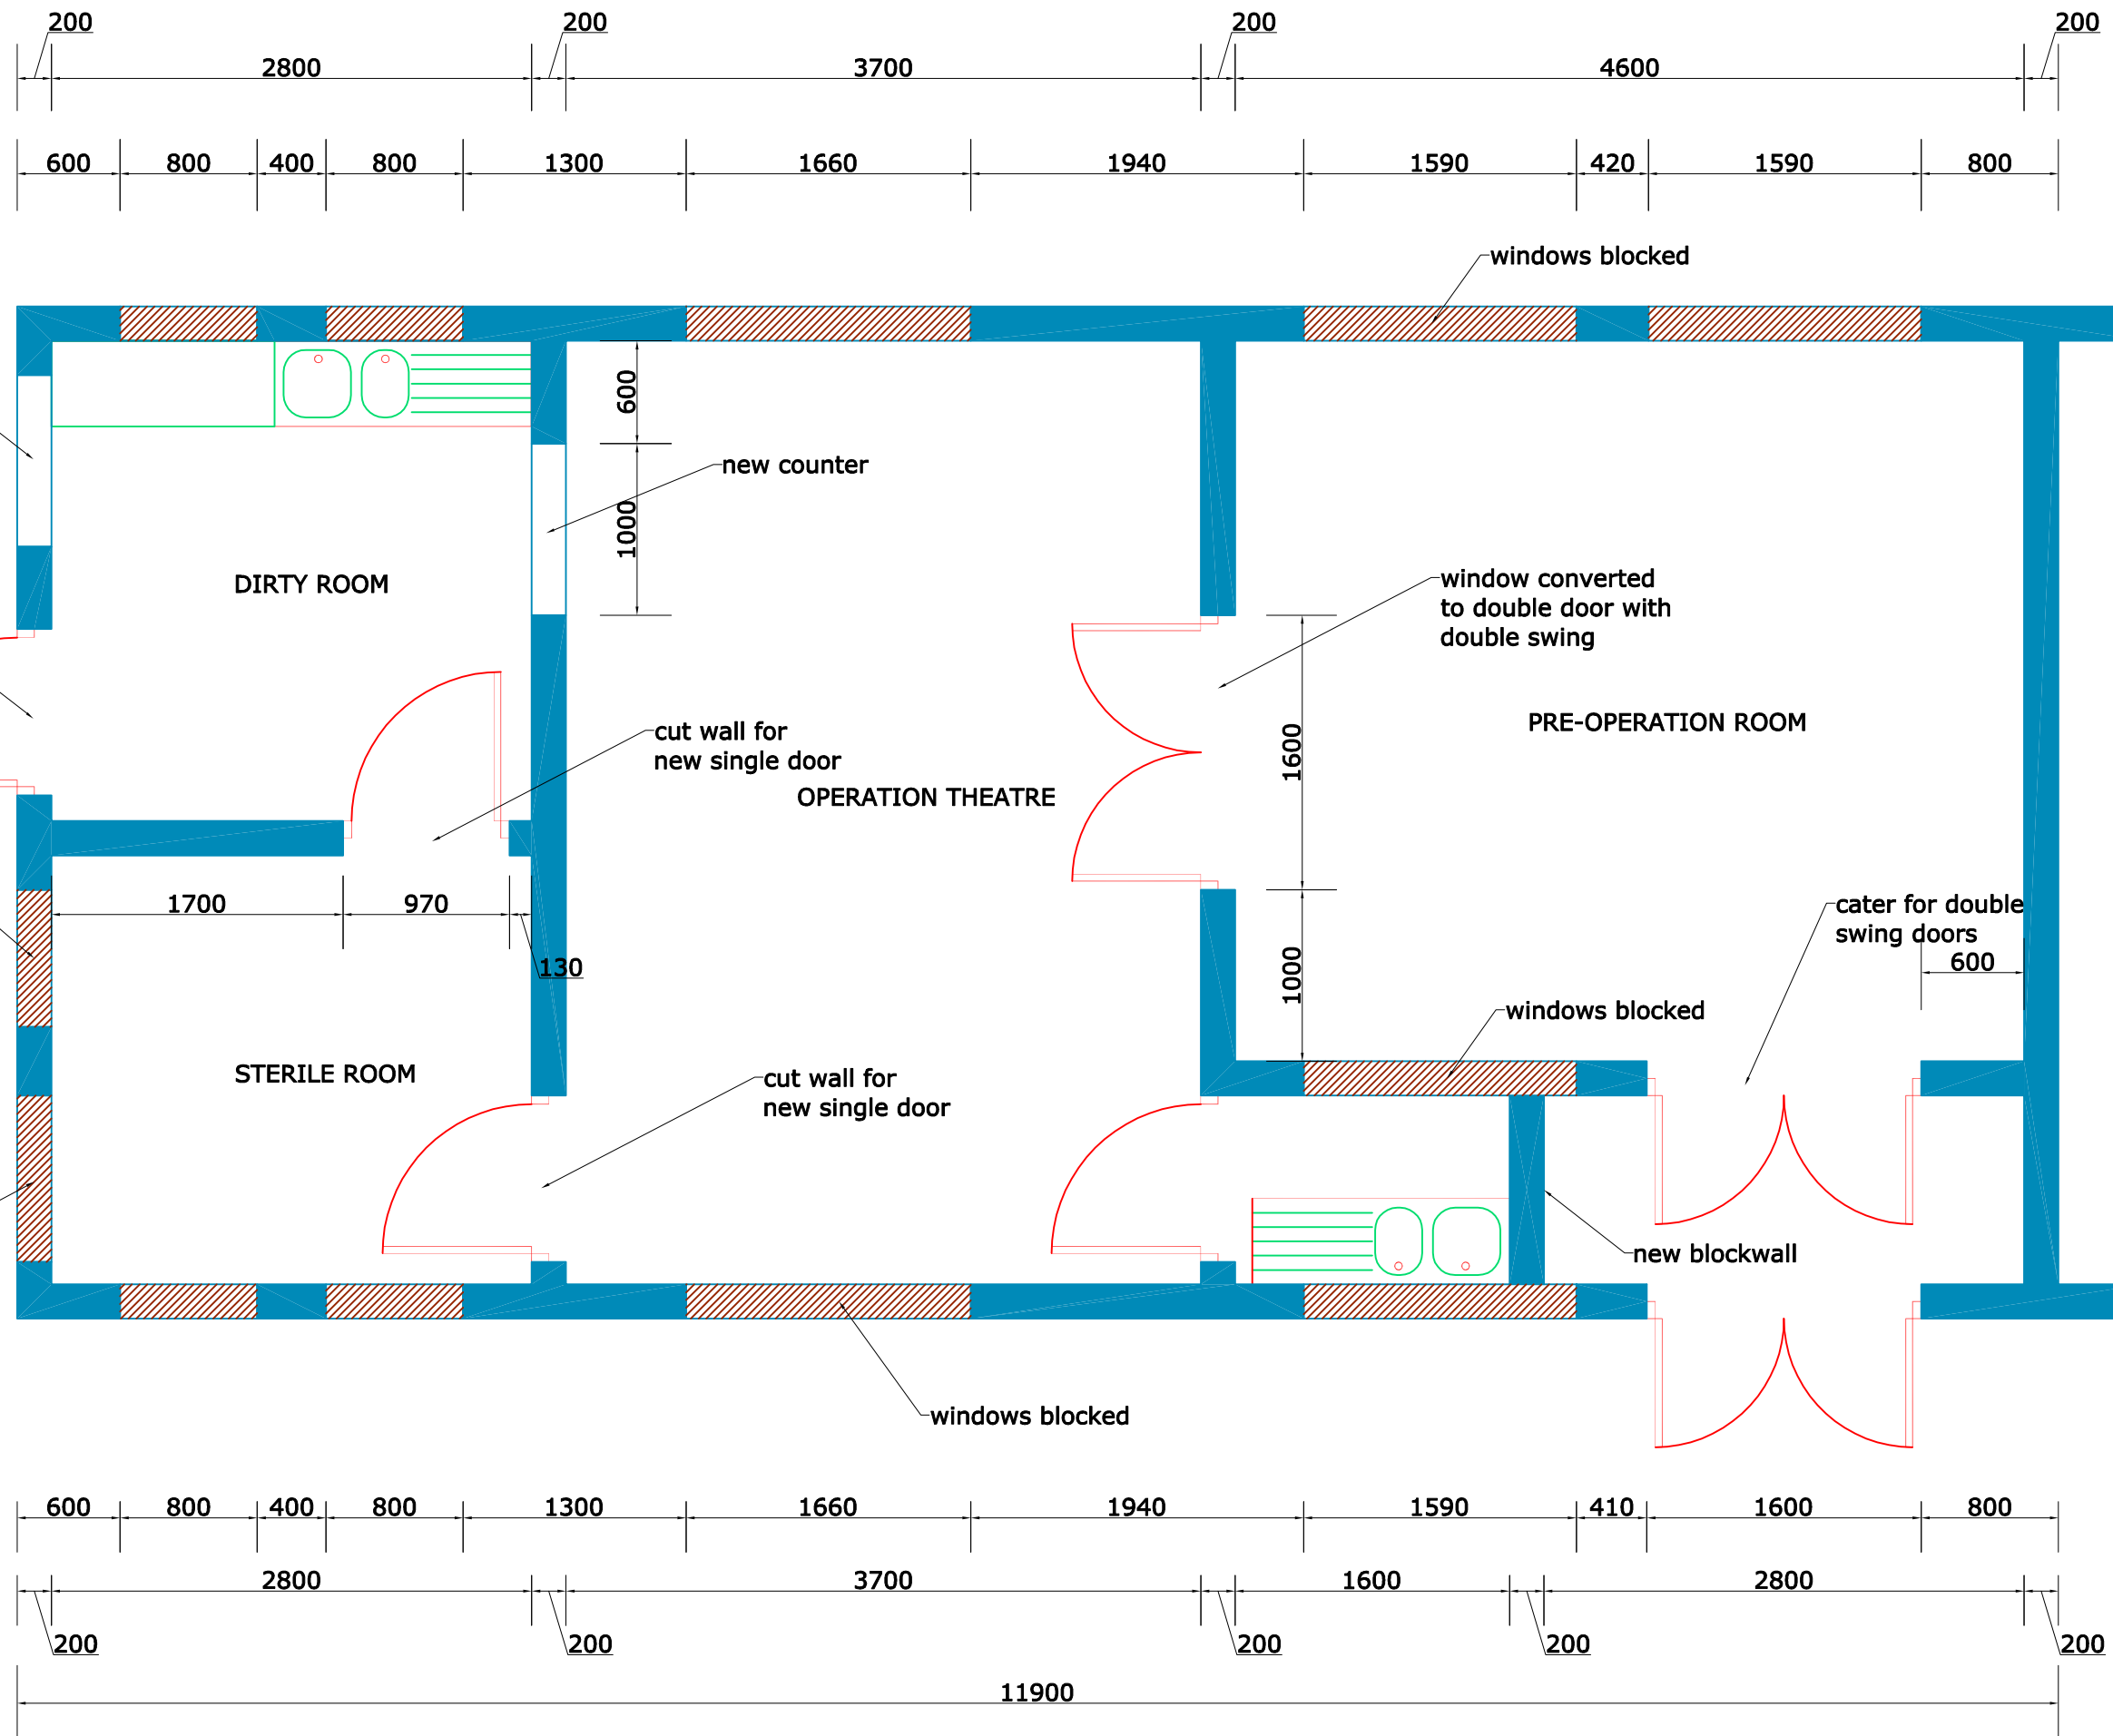 200
200
200
200
2800
3700
4600
600
800
400
800
1300
1660
1940
1590
420
1590
800
windows blocked
600
new counter
1000
DIRTY ROOM
window converted
to double door with
double swing
PRE-OPERATION ROOM
cut wall for
new single door
1600
OPERATION THEATRE
1700
970
130
cater for double
swing doors
600
1000
windows blocked
STERILE ROOM
cut wall for
new single door
new blockwall
windows blocked
600
800
400
800
1300
1660
1940
1590
410
1600
800
2800
3700
1600
2800
200
200
200
200
200
11900